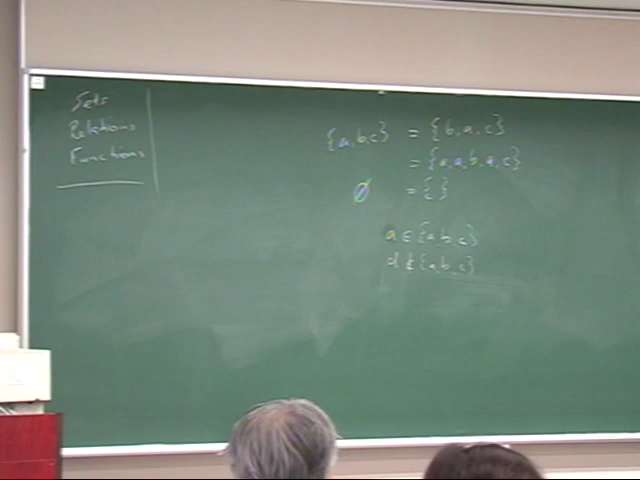 Sets
Relations
Functions
{a,b,c} = {b,a,c}
= {a,a,b,a,c}
∅ = { }
a ∈ {a,b,c}
d ∉ {a,b,c}